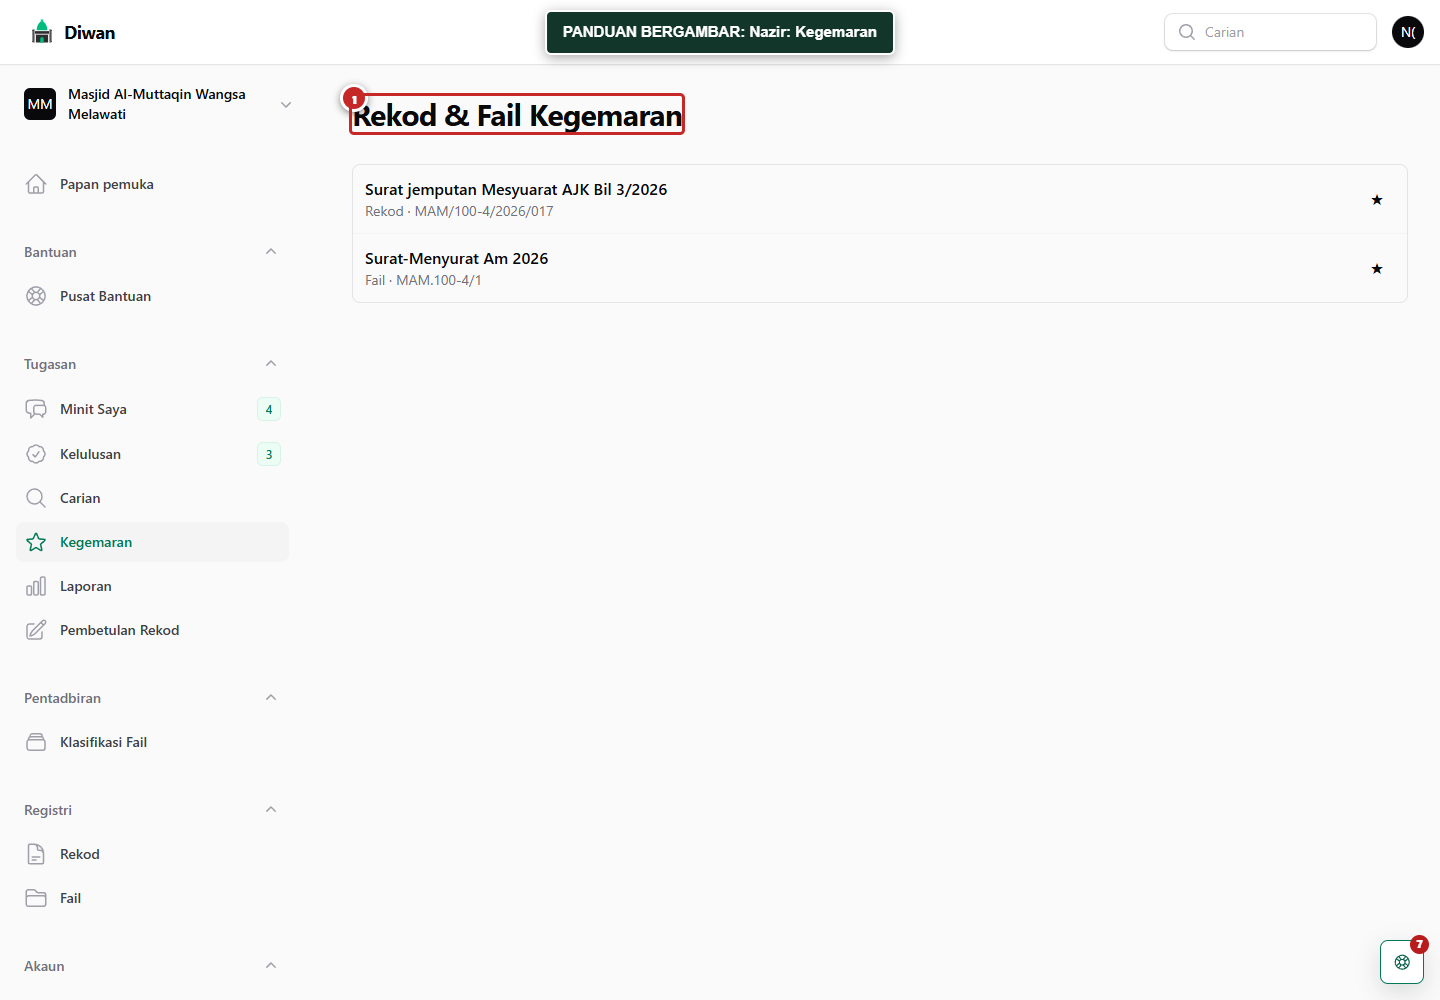 Diwan
PANDUAN BERGAMBAR: Nazir: Kegemaran
Carian
N(
MM
Masjid Al-Muttaqin Wangsa
Melawati
Papan pemuka
Bantuan
Pusat Bantuan
Tugasan
Minit Saya
4
Kelulusan
3
Carian
Kegemaran
Laporan
Pembetulan Rekod
Pentadbiran
Klasifikasi Fail
Registri
Rekod
Fail
Akaun
1
Rekod & Fail Kegemaran
Surat jemputan Mesyuarat AJK Bil 3/2026
Rekod · MAM/100-4/2026/017
Surat-Menyurat Am 2026
Fail · MAM.100-4/1
7